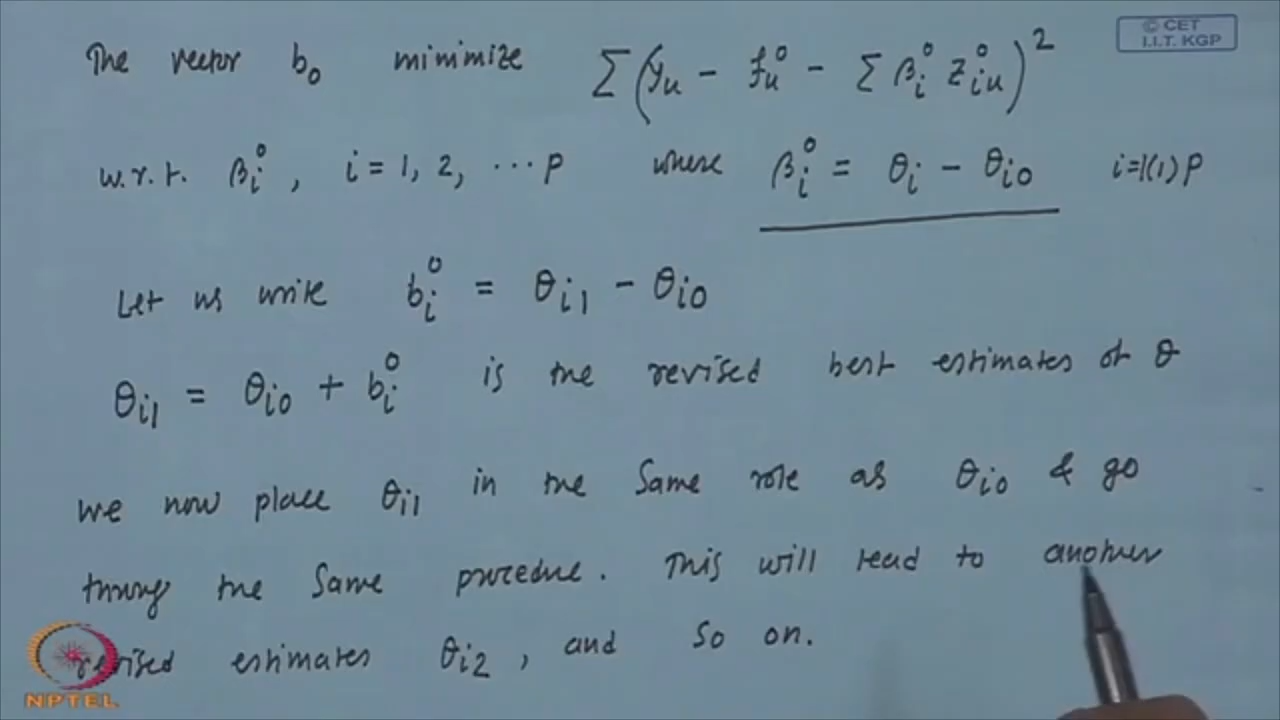 © CET
I.I.T. KGP
The vector b₀ minimize Σ(yᵤ - fᵤ⁰ - Σ βᵢ⁰ Zᵢᵤ⁰)²
w.r.t. βᵢ⁰, i = 1, 2, ... p where βᵢ⁰ = θᵢ - θᵢ₀ i=1(1)p
Let us write bᵢ⁰ = θᵢ₁ - θᵢ₀
θᵢ₁ = θᵢ₀ + bᵢ⁰ is the revised best estimates of θ
we now place θᵢ₁ in the same role as θᵢ₀ & go
throug the same procedue. This will lead to another
revised estimates θᵢ₂, and so on.
NPTEL